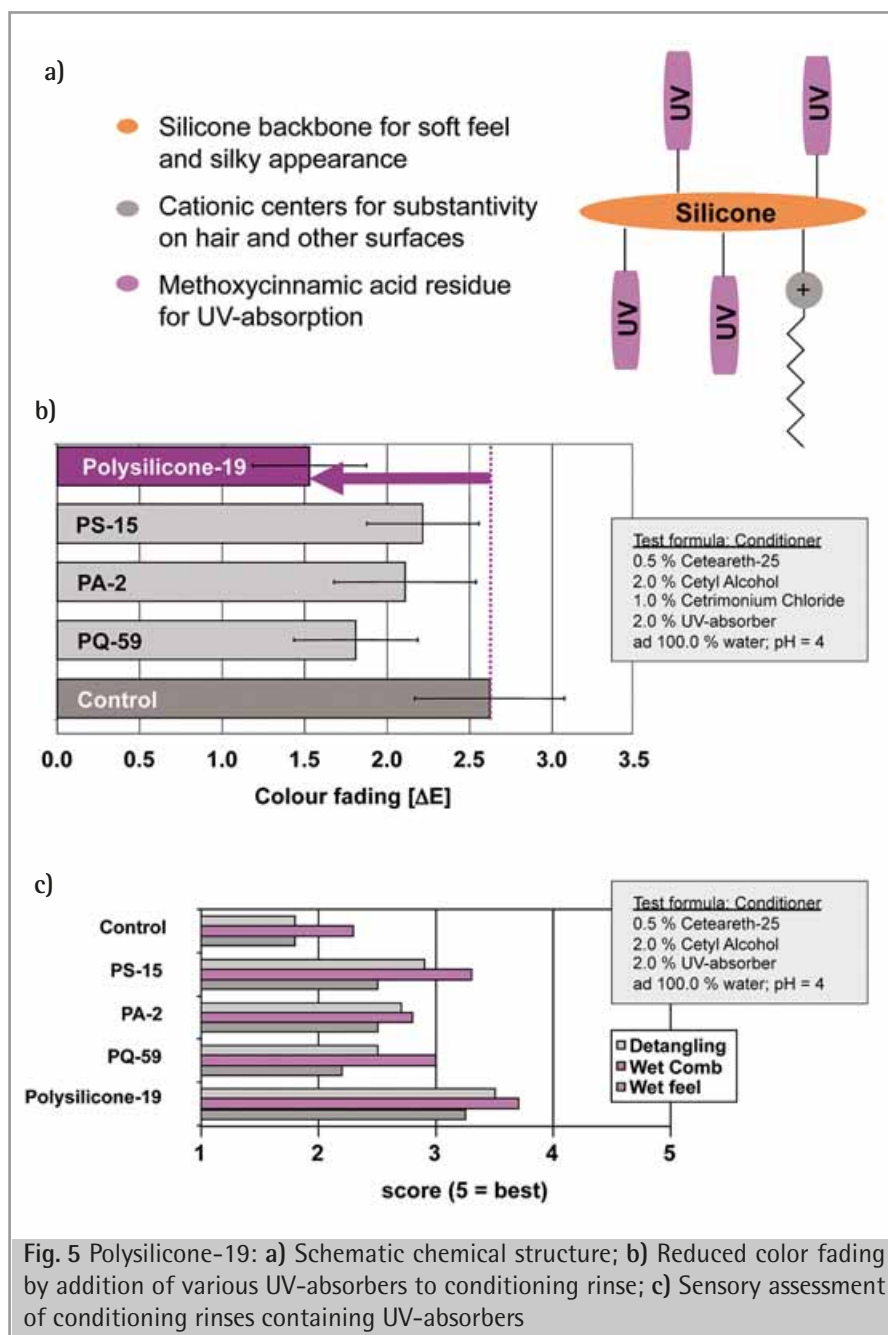 a)
Silicone backbone for soft feel
and silky appearance
Cationic centers for substantivity
on hair and other surfaces
Methoxycinnamic acid residue
for UV-absorption
UV
UV
Silicone
UV
UV
+
b)
Polysilicone-19
PS-15
PA-2
PQ-59
Control
0.0 0.5 1.0 1.5 2.0 2.5 3.0 3.5
Colour fading [ΔE]
Test formula: Conditioner
0.5 % Ceteareth-25
2.0 % Cetyl Alcohol
1.0 % Cetrimonium Chloride
2.0 % UV-absorber
ad 100.0 % water; pH = 4
c)
Control
PS-15
PA-2
PQ-59
Polysilicone-19
1 2 3 4 5
score (5 = best)
Test formula: Conditioner
0.5 % Ceteareth-25
2.0 % Cetyl Alcohol
2.0 % UV-absorber
ad 100.0 % water; pH = 4
Detangling
Wet Comb
Wet feel
Fig. 5 Polysilicone-19: a) Schematic chemical structure; b) Reduced color fading
by addition of various UV-absorbers to conditioning rinse; c) Sensory assessment
of conditioning rinses containing UV-absorbers